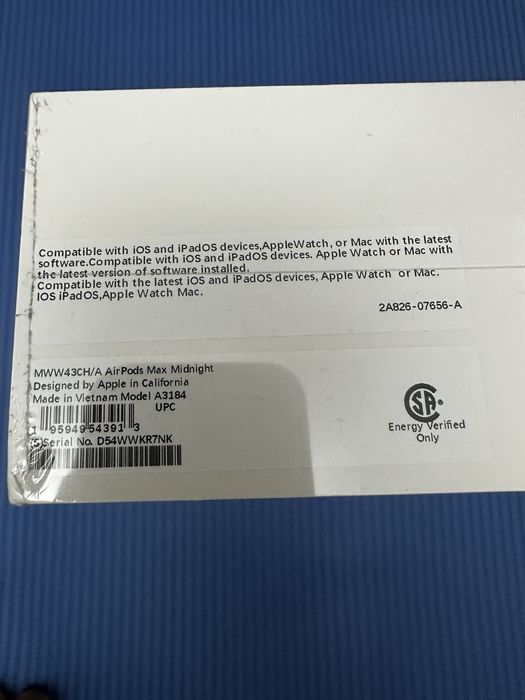 Compatible with iOS and iPadOS devices,AppleWatch, or Mac with the latest
software.Compatible with iOS and iPadOS devices. Apple Watch or Mac with
the latest version of software installed.
Compatible with the latest iOS and iPadOS devices, Apple Watch or Mac.
IOS iPadOS,Apple Watch Mac.
2A826-07656-A
MWW43CH/A AirPods Max Midnight
Designed by Apple in California
Made in Vietnam Model A3184
UPC
1 95949 54391 3
(S)Serial No. D54WWKR7NK
SA
Energy Verified
Only